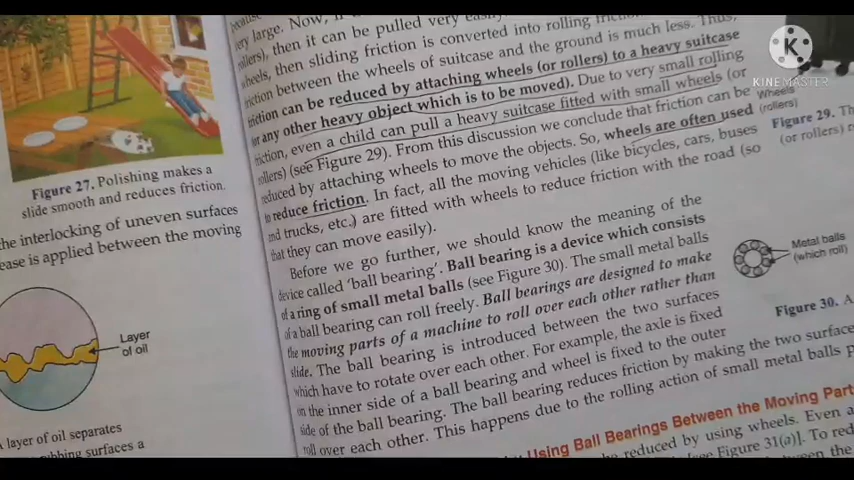 Figure 27. Polishing makes a
slide smooth and reduces friction.
the interlocking of uneven surfaces
ease is applied between the moving
Layer
of oil
layer of oil separates
rubbing surfaces a
because
very large. Now,
rollers), then it can be pulled very
wheels, then sliding friction is converted into rolling
friction between the wheels of suitcase and the ground is much less. Thus,
friction can be reduced by attaching wheels (or rollers) to a heavy suitcase
(or any other heavy object which is to be moved). Due to very small rolling
friction, even a child can pull a heavy suitcase fitted with small wheels (or
rollers) (see Figure 29). From this discussion we conclude that friction can be
reduced by attaching wheels to move the objects. So, wheels are often used
to reduce friction. In fact, all the moving vehicles (like bicycles, cars, buses
and trucks, etc.) are fitted with wheels to reduce friction with the road (so
that they can move easily).
Before we go further, we should know the meaning of the
device called 'ball bearing'. Ball bearing is a device which consists
of a ring of small metal balls (see Figure 30). The small metal balls
of a ball bearing can roll freely. Ball bearings are designed to make
the moving parts of a machine to roll over each other rather than
slide. The ball bearing is introduced between the two surfaces
which have to rotate over each other. For example, the axle is fixed
on the inner side of a ball bearing and wheel is fixed to the outer
side of the ball bearing. The ball bearing reduces friction by making the two surface
roll over each other. This happens due to the rolling action of small metal balls p
Using Ball Bearings Between the Moving Part
be reduced by using wheels. Even a
[see Figure 31(a)]. To red
between the
KINEMASTER
Wheels
(rollers)
Figure 29. Th
(or rollers) r
Metal balls
(which roll)
Figure 30. A